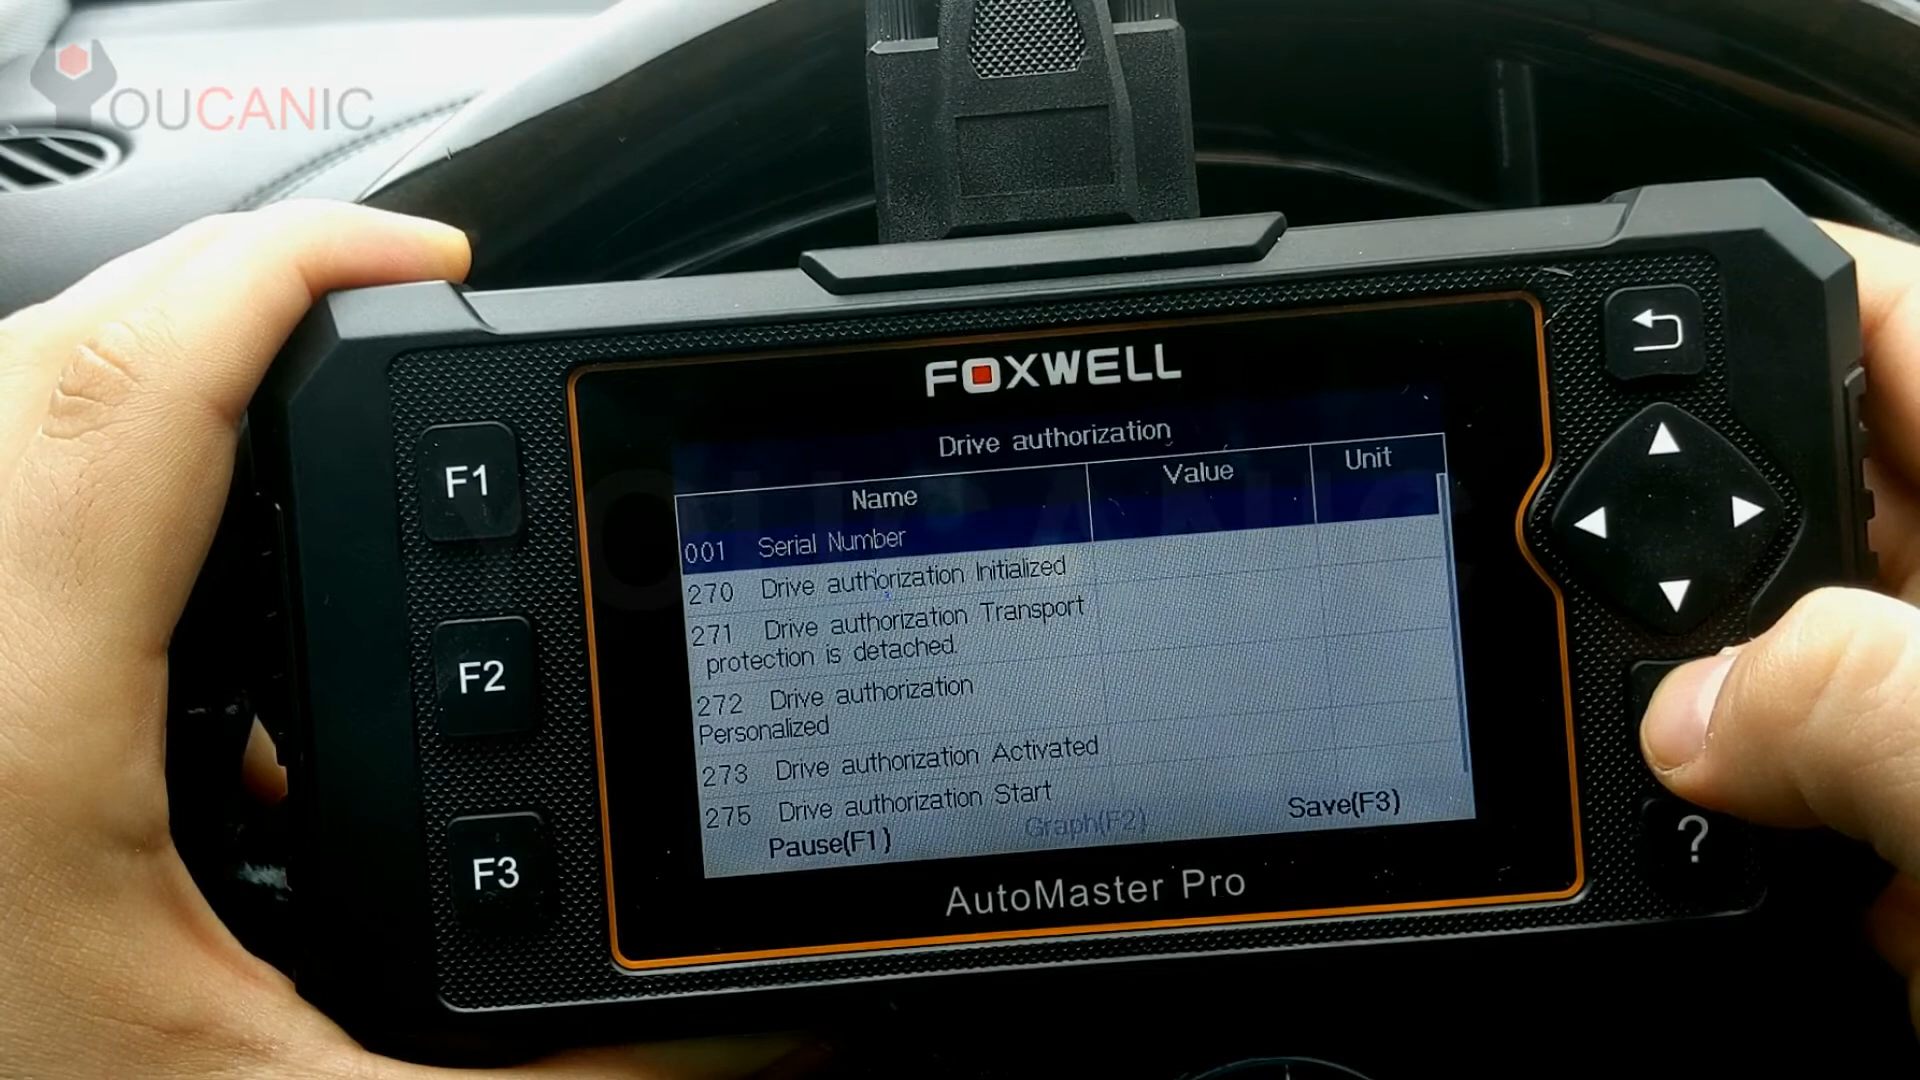 YOUCANIC
FOXWELL
Drive authorization
Name Value Unit
001 Serial Number
270 Drive authorization Initialized
271 Drive authorization Transport
protection is detached.
272 Drive authorization
Personalized
273 Drive authorization Activated
275 Drive authorization Start
Pause(F1) Graph(F2) Save(F3)
AutoMaster Pro
F1
F2
F3
?